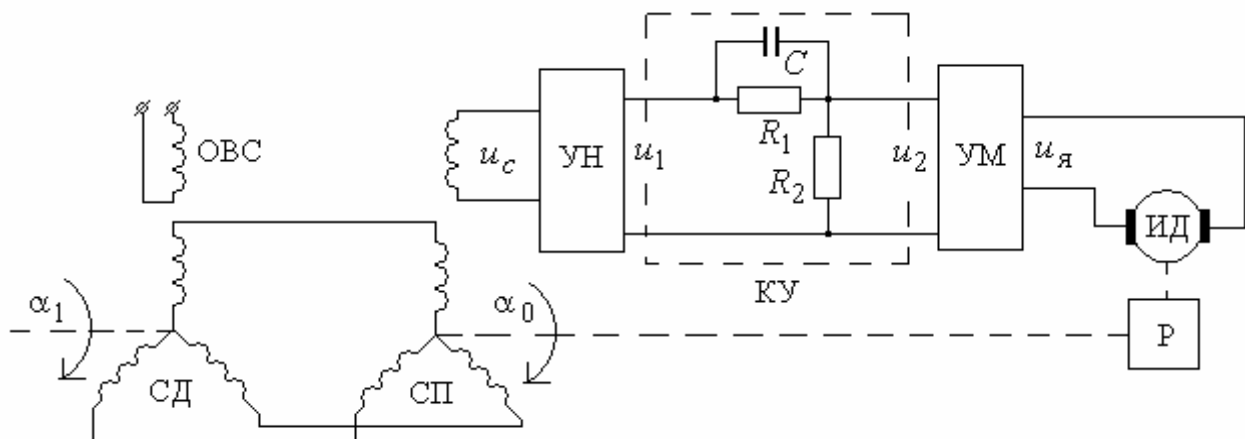 ОВС
u_c
УН
u_1
C
R_1
R_2
u_2
УМ
u_я
ИД
КУ
α_1
α_0
СД
СП
Р